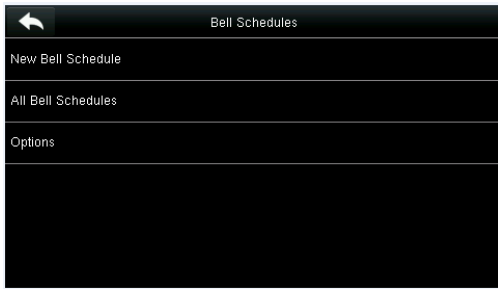 Bell Schedules
New Bell Schedule
All Bell Schedules
Options